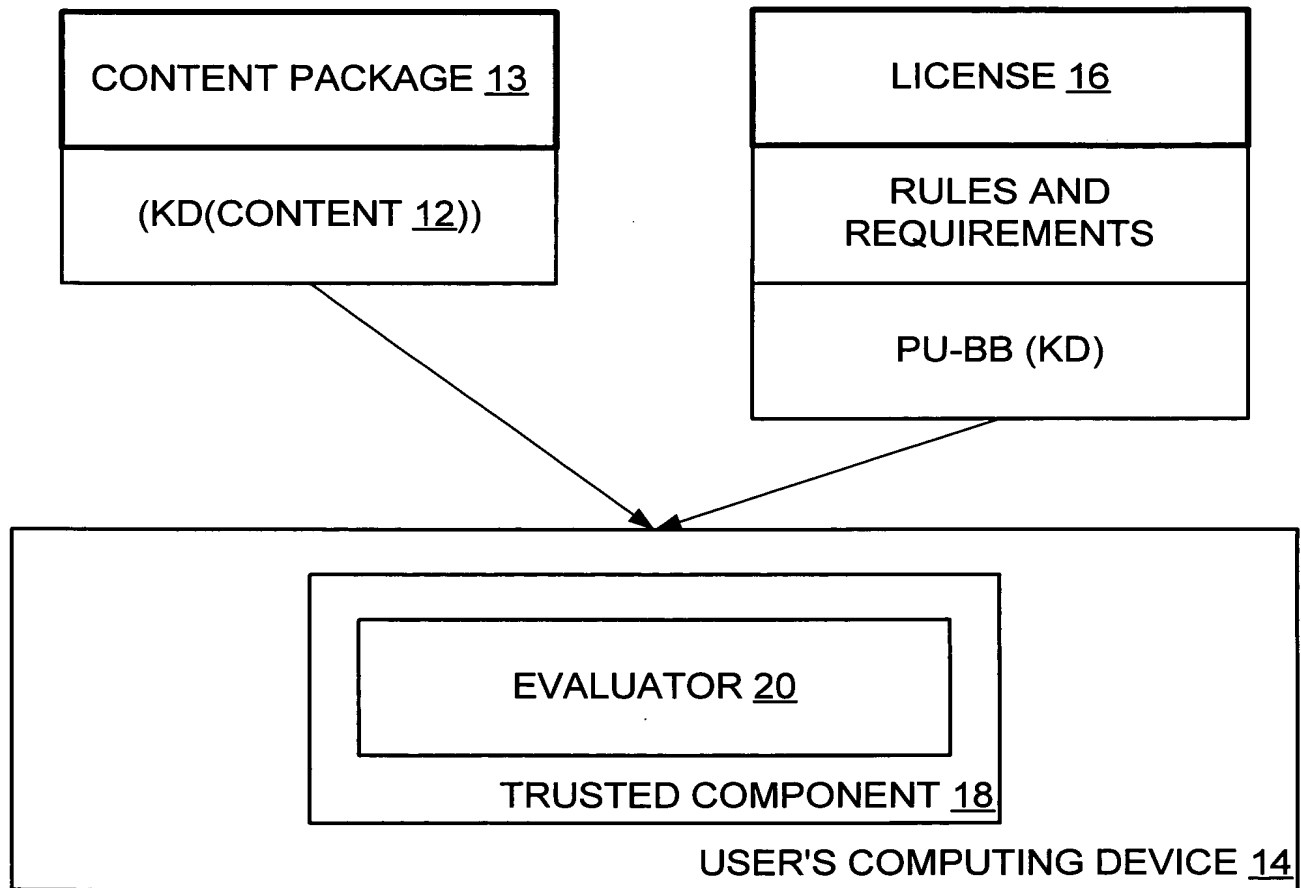 CONTENT PACKAGE 13
(KD(CONTENT 12))
LICENSE 16
RULES AND
REQUIREMENTS
PU-BB (KD)
EVALUATOR 20
TRUSTED COMPONENT 18
USER'S COMPUTING DEVICE 14